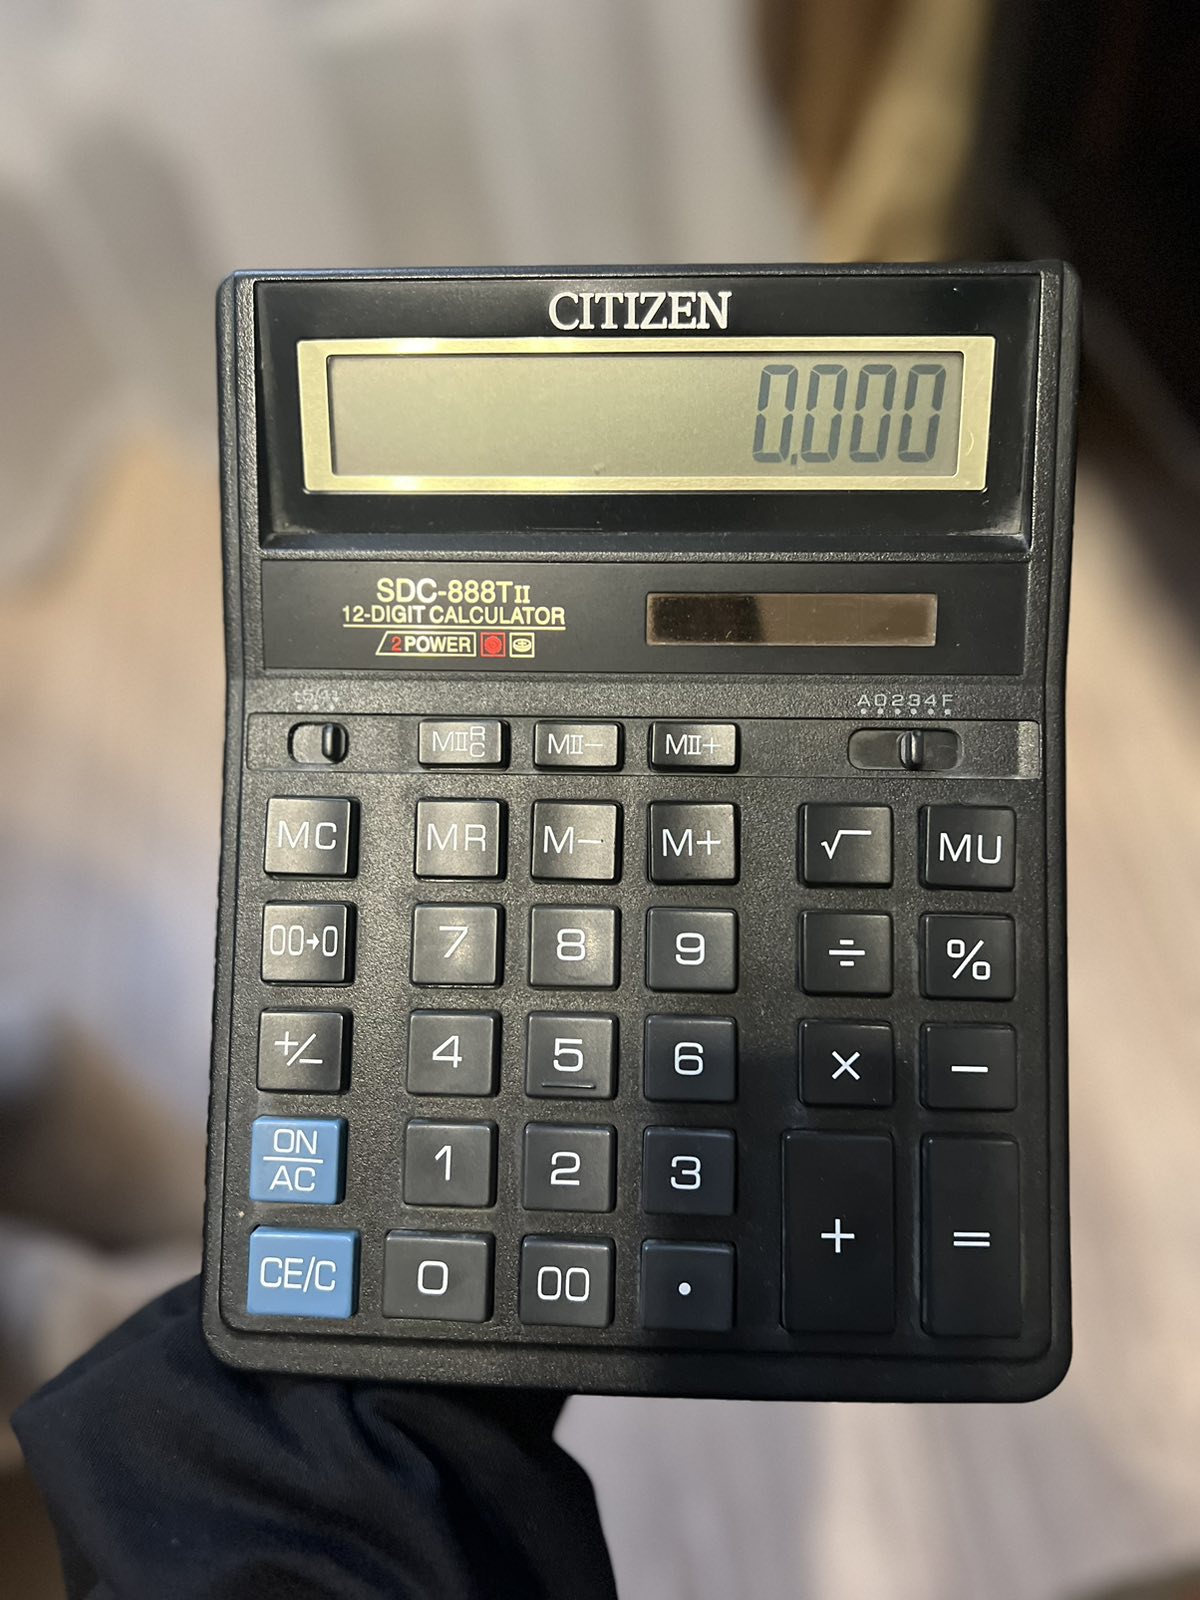 CITIZEN
0,000
SDC-888TII
12-DIGIT CALCULATOR
2 POWER
A0234F
MIIRC MII− MII+
MC MR M− M+ √ MU
00→0 7 8 9 ÷ %
+/− 4 5 6 × −
ON/AC 1 2 3 + =
CE/C 0 00 .